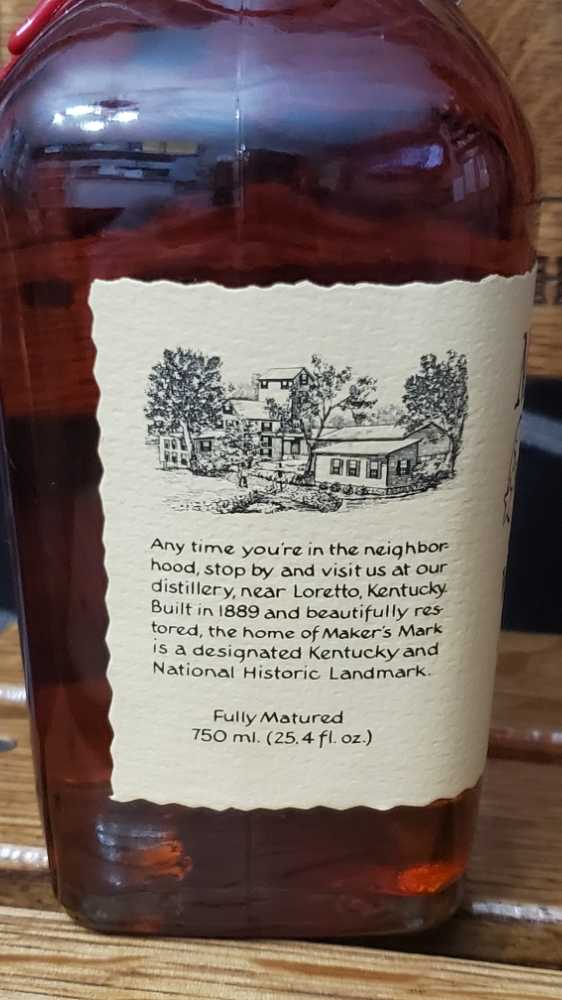 Any time you're in the neighbor-
hood, stop by and visit us at our
distillery, near Loretto, Kentucky.
Built in 1889 and beautifully res-
tored, the home of Maker's Mark
is a designated Kentucky and
National Historic Landmark.
Fully Matured
750 ml. (25.4 fl. oz.)